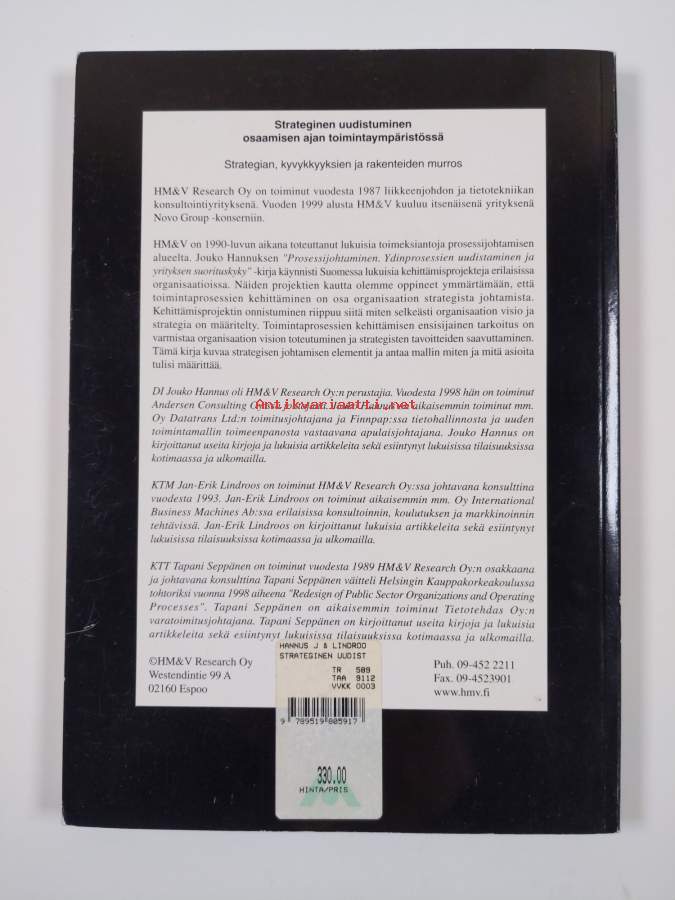 Strateginen uudistuminen
osaamisen ajan toimintaympäristössä
Strategian, kyvykkyyksien ja rakenteiden murros
HM&V Research Oy on toiminut vuodesta 1987 liikkeenjohdon ja tietotekniikan
konsultointiyrityksenä. Vuoden 1999 alusta HM&V kuuluu itsenäisenä yrityksenä
Novo Group -konserniin.
HM&V on 1990-luvun aikana toteuttanut lukuisia toimeksiantoja prosessijohtamisen
alueelta. Jouko Hannuksen "Prosessijohtaminen. Ydinprosessien uudistaminen ja
yrityksen suorituskyky" -kirja käynnisti Suomessa lukuisia kehittämisprojekteja erilaisissa
organisaatioissa. Näiden projektien kautta olemme oppineet ymmärtämään, että
toimintaprosessien kehittäminen on osa organisaation strategista johtamista.
Kehittämisprojektin onnistuminen riippuu siitä miten selkeästi organisaation visio ja
strategia on määritelty. Toimintaprosessien kehittämisen ensisijainen tarkoitus on
varmistaa organisaation vision toteutuminen ja strategisten tavoitteiden saavuttaminen.
Tämä kirja kuvaa strategisen johtamisen elementit ja antaa mallin miten ja mitä asioita
tulisi määrittää.
DI Jouko Hannus oli HM&V Research Oy:n perustajia. Vuodesta 1998 hän on toiminut
Andersen Consulting on aikaisemmin toiminut mm.
Antikvariaatti.net
Oy Datatrans Ltd:n toimitusjohtajana ja Finnpap:ssa tietohallinnosta ja uuden
toimintamallin toimeenpanosta vastaavana apulaisjohtajana. Jouko Hannus on
kirjoittanut useita kirjoja ja lukuisia artikkeleita sekä esiintynyt lukuisissa tilaisuuksissa
kotimaassa ja ulkomailla.
KTM Jan-Erik Lindroos on toiminut HM&V Research Oy:ssa johtavana konsulttina
vuodesta 1993. Jan-Erik Lindroos on toiminut aikaisemmin mm. Oy International
Business Machines Ab:ssa erilaisissa konsultoinnin, koulutuksen ja markkinoinnin
tehtävissä. Jan-Erik Lindroos on kirjoittanut lukuisia artikkeleita sekä esiintynyt
lukuisissa tilaisuuksissa kotimaassa ja ulkomailla.
KTT Tapani Seppänen on toiminut vuodesta 1989 HM&V Research Oy:n osakkaana
ja johtavana konsulttina Tapani Seppänen väitteli Helsingin Kauppakorkeakoulussa
tohtoriksi vuonna 1998 aiheena "Redesign of Public Sector Organizations and Operating
Processes". Tapani Seppänen on aikaisemmin toiminut Tietotehdas Oy:n
varatoimitusjohtajana. Tapani Seppänen on kirjoittanut useita kirjoja ja lukuisia
artikkeleita sekä esiintynyt lukuisissa tilaisuuksissa kotimaassa ja ulkomailla.
©HM&V Research Oy
Westendintie 99 A
02160 Espoo
Puh. 09-452 2211
Fax. 09-4523901
www.hmv.fi
HANNUS J & LINDROO
STRATEGINEN UUDIST
TR 589
TAA 9112
VVKK 0003
9 789519 805917
330.00
HINTA/PRIS